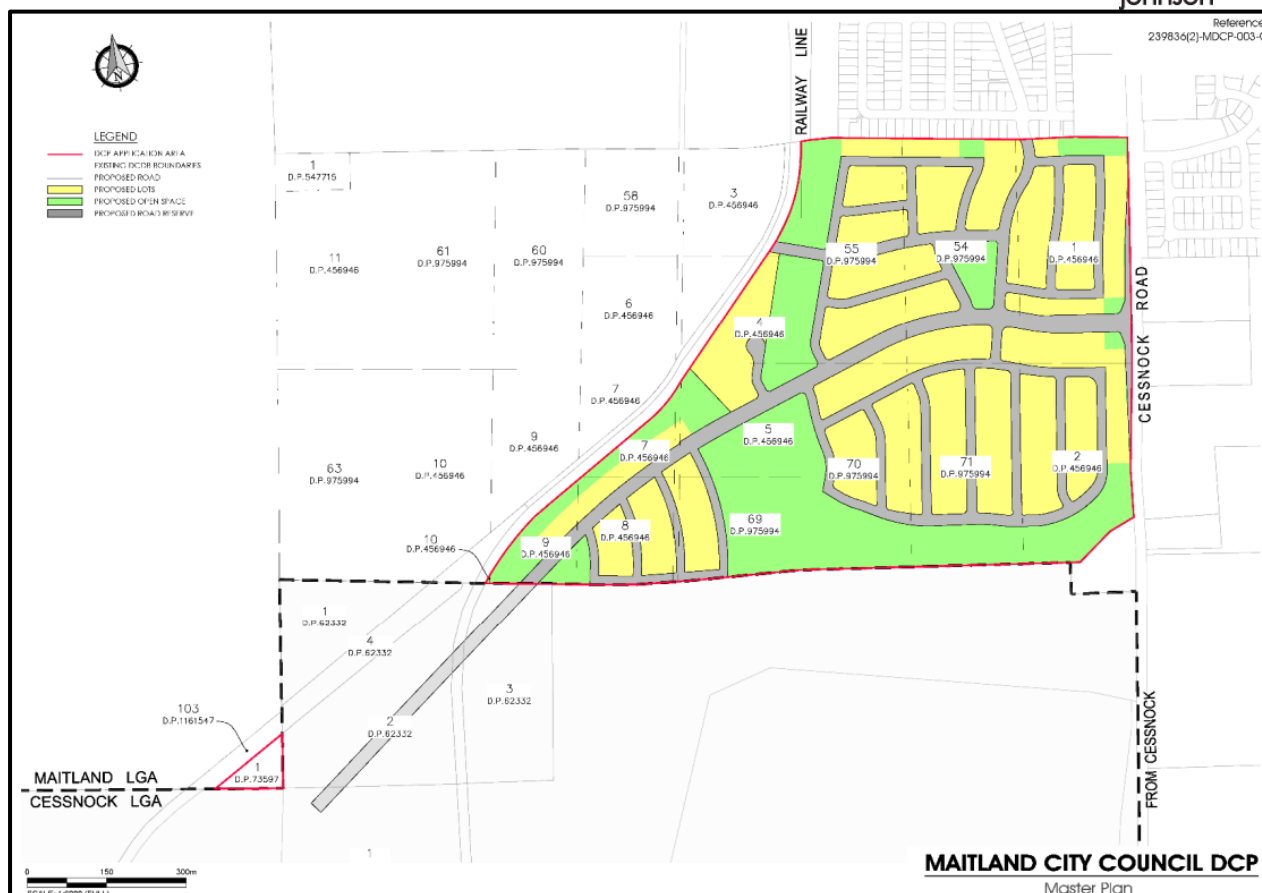 johnson
Reference
239836(2)-MDCP-003-
N
LEGEND
DCP APPLICATION AREA
EXISTING DCDB BOUNDARIES
PROPOSED ROAD
PROPOSED LOTS
PROPOSED OPEN SPACE
PROPOSED ROAD RESERVE
RAILWAY LINE
1
D.P.547715
58
D.P.975994
3
D.P.456946
11
D.P.456946
61
D.P.975994
60
D.P.975994
55
D.P.975994
54
D.P.975994
1
D.P.456946
6
D.P.456946
4
D.P.456946
CESSNOCK ROAD
7
D.P.456946
9
D.P.456946
7
D.P.456946
5
D.P.456946
63
D.P.975994
10
D.P.456946
70
D.P.975994
71
D.P.975994
2
D.P.456946
8
D.P.456946
69
D.P.975994
10
D.P.456946
9
D.P.456946
1
D.P.62332
4
D.P.62332
3
D.P.62332
2
D.P.62332
103
D.P.1161547
1
D.P.73597
MAITLAND LGA
CESSNOCK LGA
FROM CESSNOCK
1
0 150 300m
MAITLAND CITY COUNCIL DCP
Master Plan